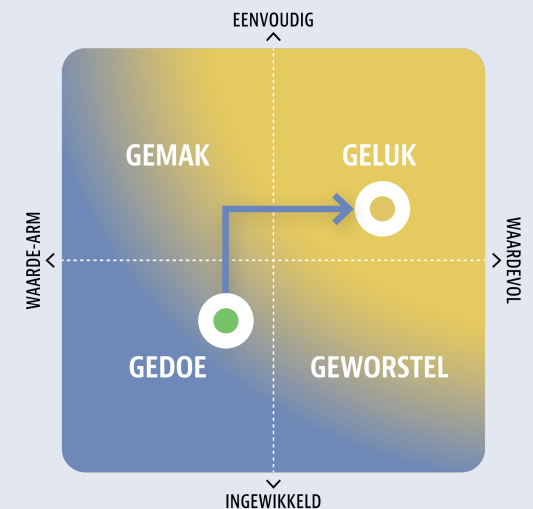 EENVOUDIG
GEMAK
GELUK
WAARDE-ARM
WAARDEVOL
GEDOE
GEWORSTEL
INGEWIKKELD